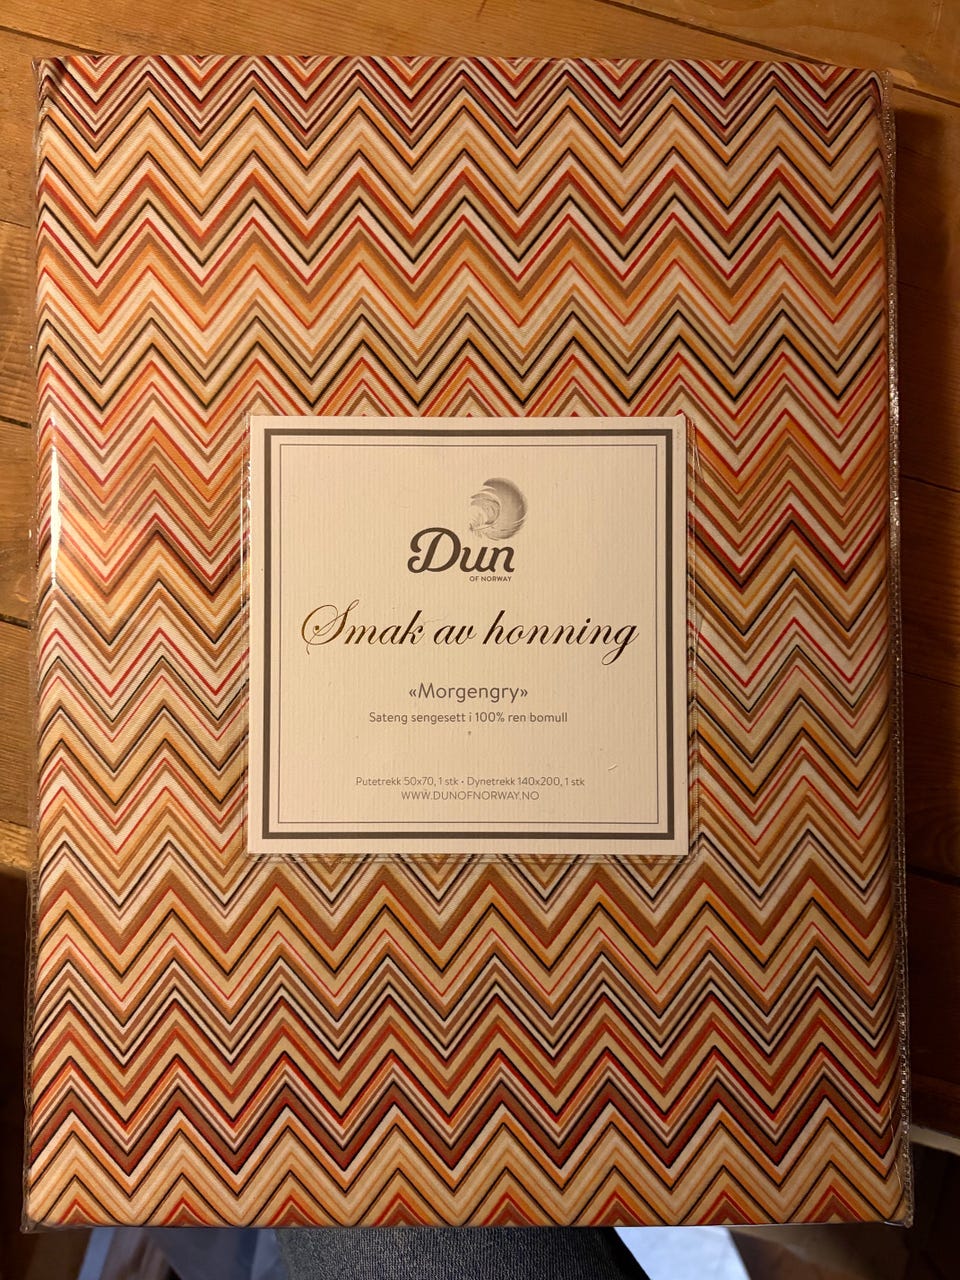 Dun
OF NORWAY
Smak av honning
«Morgengry»
Sateng sengesett i 100% ren bomull
Putetrekk 50x70, 1 stk • Dynetrekk 140x200, 1 stk
WWW.DUNOFNORWAY.NO